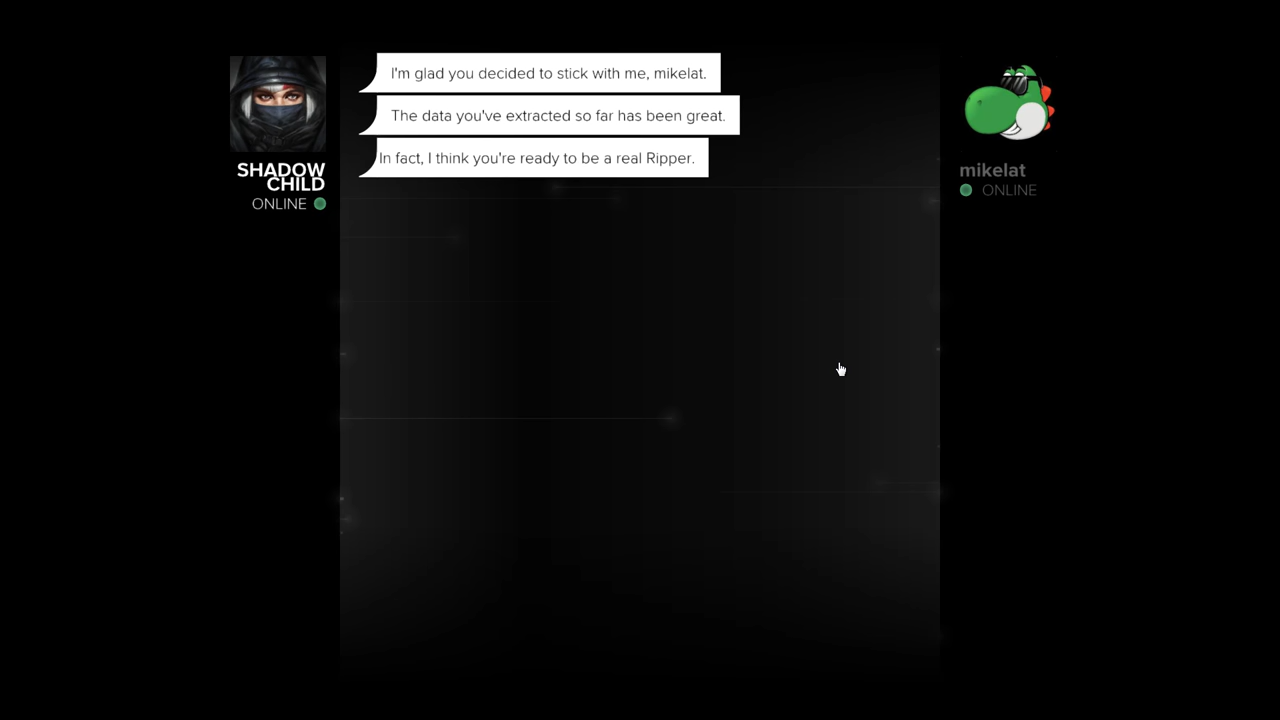 I'm glad you decided to stick with me, mikelat.
The data you've extracted so far has been great.
In fact, I think you're ready to be a real Ripper.
SHADOW
CHILD
ONLINE
mikelat
ONLINE